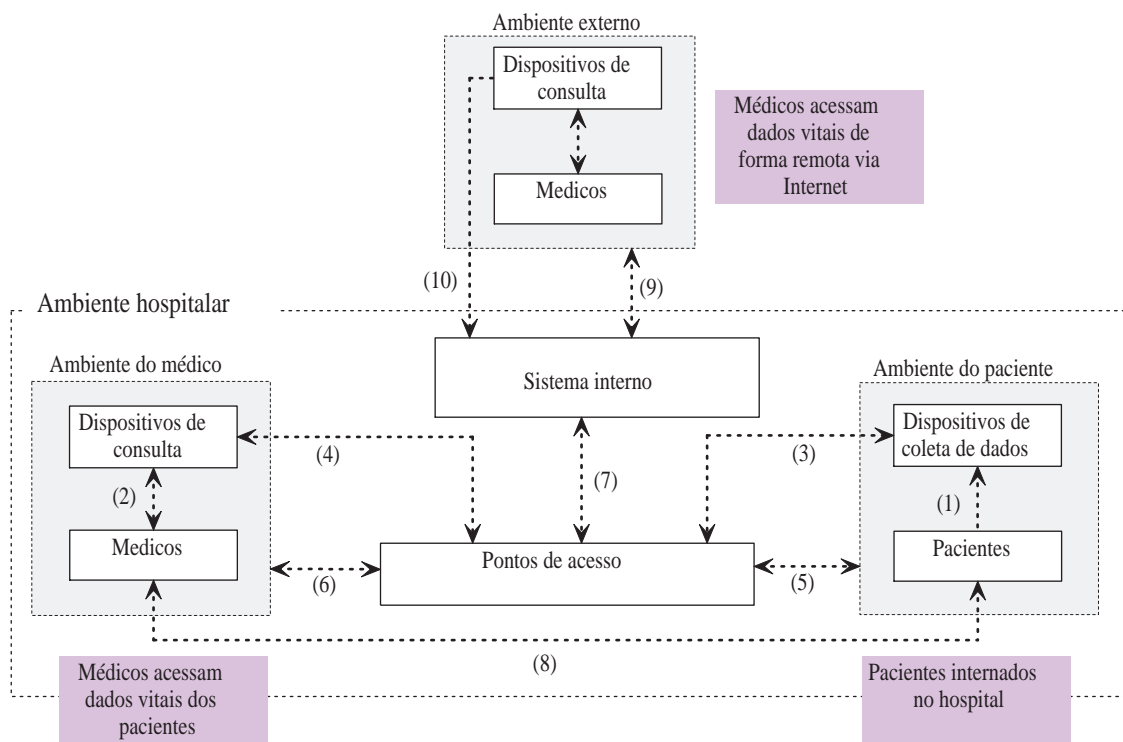 Ambiente externo
Dispositivos de
consulta
Medicos
Médicos acessam
dados vitais de
forma remota via
Internet
(10)
(9)
Ambiente hospitalar
Ambiente do médico
Sistema interno
Ambiente do paciente
Dispositivos de
consulta
Dispositivos de
coleta de dados
(4)
(3)
(7)
(2)
(1)
Medicos
Pontos de acesso
Pacientes
(6)
(5)
(8)
Médicos acessam
dados vitais dos
pacientes
Pacientes internados
no hospital